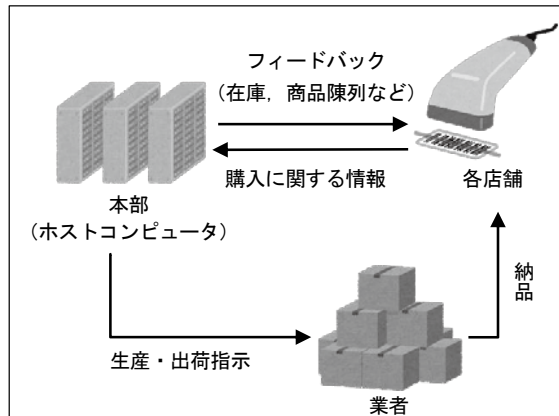 フィードバック
（在庫，商品陳列など）
購入に関する情報
各店舗
本部
（ホストコンピュータ）
納品
生産・出荷指示
業者